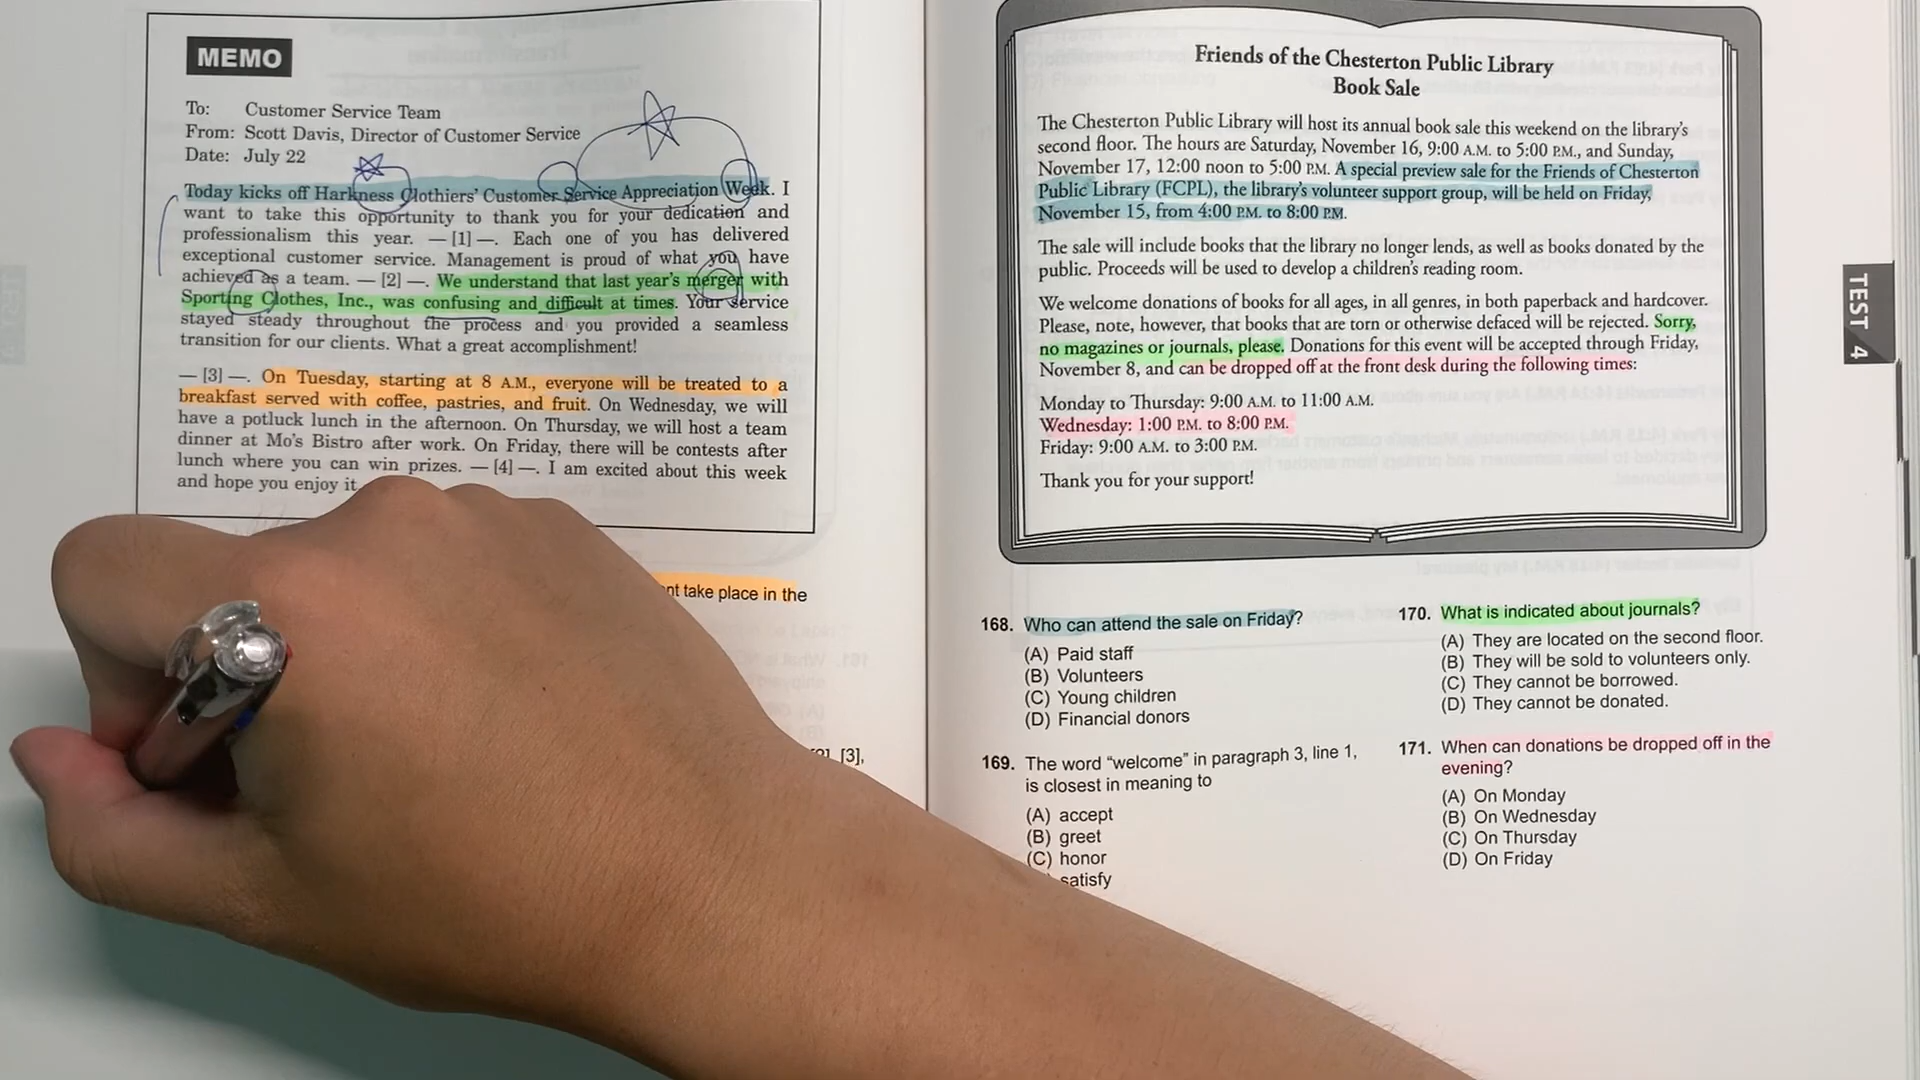 MEMO
To: Customer Service Team
From: Scott Davis, Director of Customer Service
Date: July 22
Today kicks off Harkness Clothiers' Customer Service Appreciation Week. I
want to take this opportunity to thank you for your dedication and
professionalism this year. — [1] —. Each one of you has delivered
exceptional customer service. Management is proud of what you have
achieved as a team. — [2] —. We understand that last year's merger with
Sporting Clothes, Inc., was confusing and difficult at times. Your service
stayed steady throughout the process and you provided a seamless
transition for our clients. What a great accomplishment!
— [3] —. On Tuesday, starting at 8 A.M., everyone will be treated to a
breakfast served with coffee, pastries, and fruit. On Wednesday, we will
have a potluck lunch in the afternoon. On Thursday, we will host a team
dinner at Mo's Bistro after work. On Friday, there will be contests after
lunch where you can win prizes. — [4] —. I am excited about this week
and hope you enjoy it
take place in the
[3],
Friends of the Chesterton Public Library
Book Sale
The Chesterton Public Library will host its annual book sale this weekend on the library's
second floor. The hours are Saturday, November 16, 9:00 A.M. to 5:00 P.M., and Sunday,
November 17, 12:00 noon to 5:00 P.M. A special preview sale for the Friends of Chesterton
Public Library (FCPL), the library's volunteer support group, will be held on Friday,
November 15, from 4:00 P.M. to 8:00 P.M.
The sale will include books that the library no longer lends, as well as books donated by the
public. Proceeds will be used to develop a children's reading room.
We welcome donations of books for all ages, in all genres, in both paperback and hardcover.
Please, note, however, that books that are torn or otherwise defaced will be rejected. Sorry,
no magazines or journals, please. Donations for this event will be accepted through Friday,
November 8, and can be dropped off at the front desk during the following times:
Monday to Thursday: 9:00 A.M. to 11:00 A.M.
Wednesday: 1:00 P.M. to 8:00 P.M.
Friday: 9:00 A.M. to 3:00 P.M.
Thank you for your support!
168. Who can attend the sale on Friday?
(A) Paid staff
(B) Volunteers
(C) Young children
(D) Financial donors
169. The word “welcome” in paragraph 3, line 1,
is closest in meaning to
(A) accept
(B) greet
(C) honor
satisfy
170. What is indicated about journals?
(A) They are located on the second floor.
(B) They will be sold to volunteers only.
(C) They cannot be borrowed.
(D) They cannot be donated.
171. When can donations be dropped off in the
evening?
(A) On Monday
(B) On Wednesday
(C) On Thursday
(D) On Friday
TEST 4